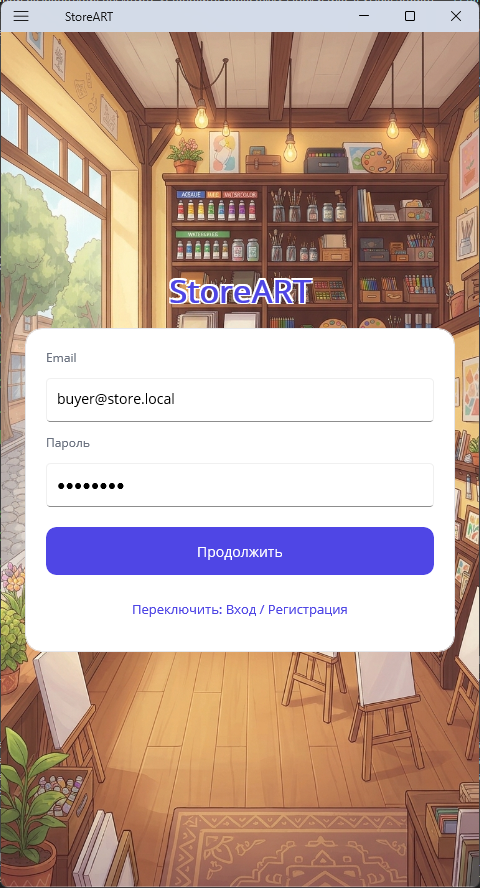 StoreART
StoreART
Email
buyer@store.local
Пароль
Продолжить
Переключить: Вход / Регистрация